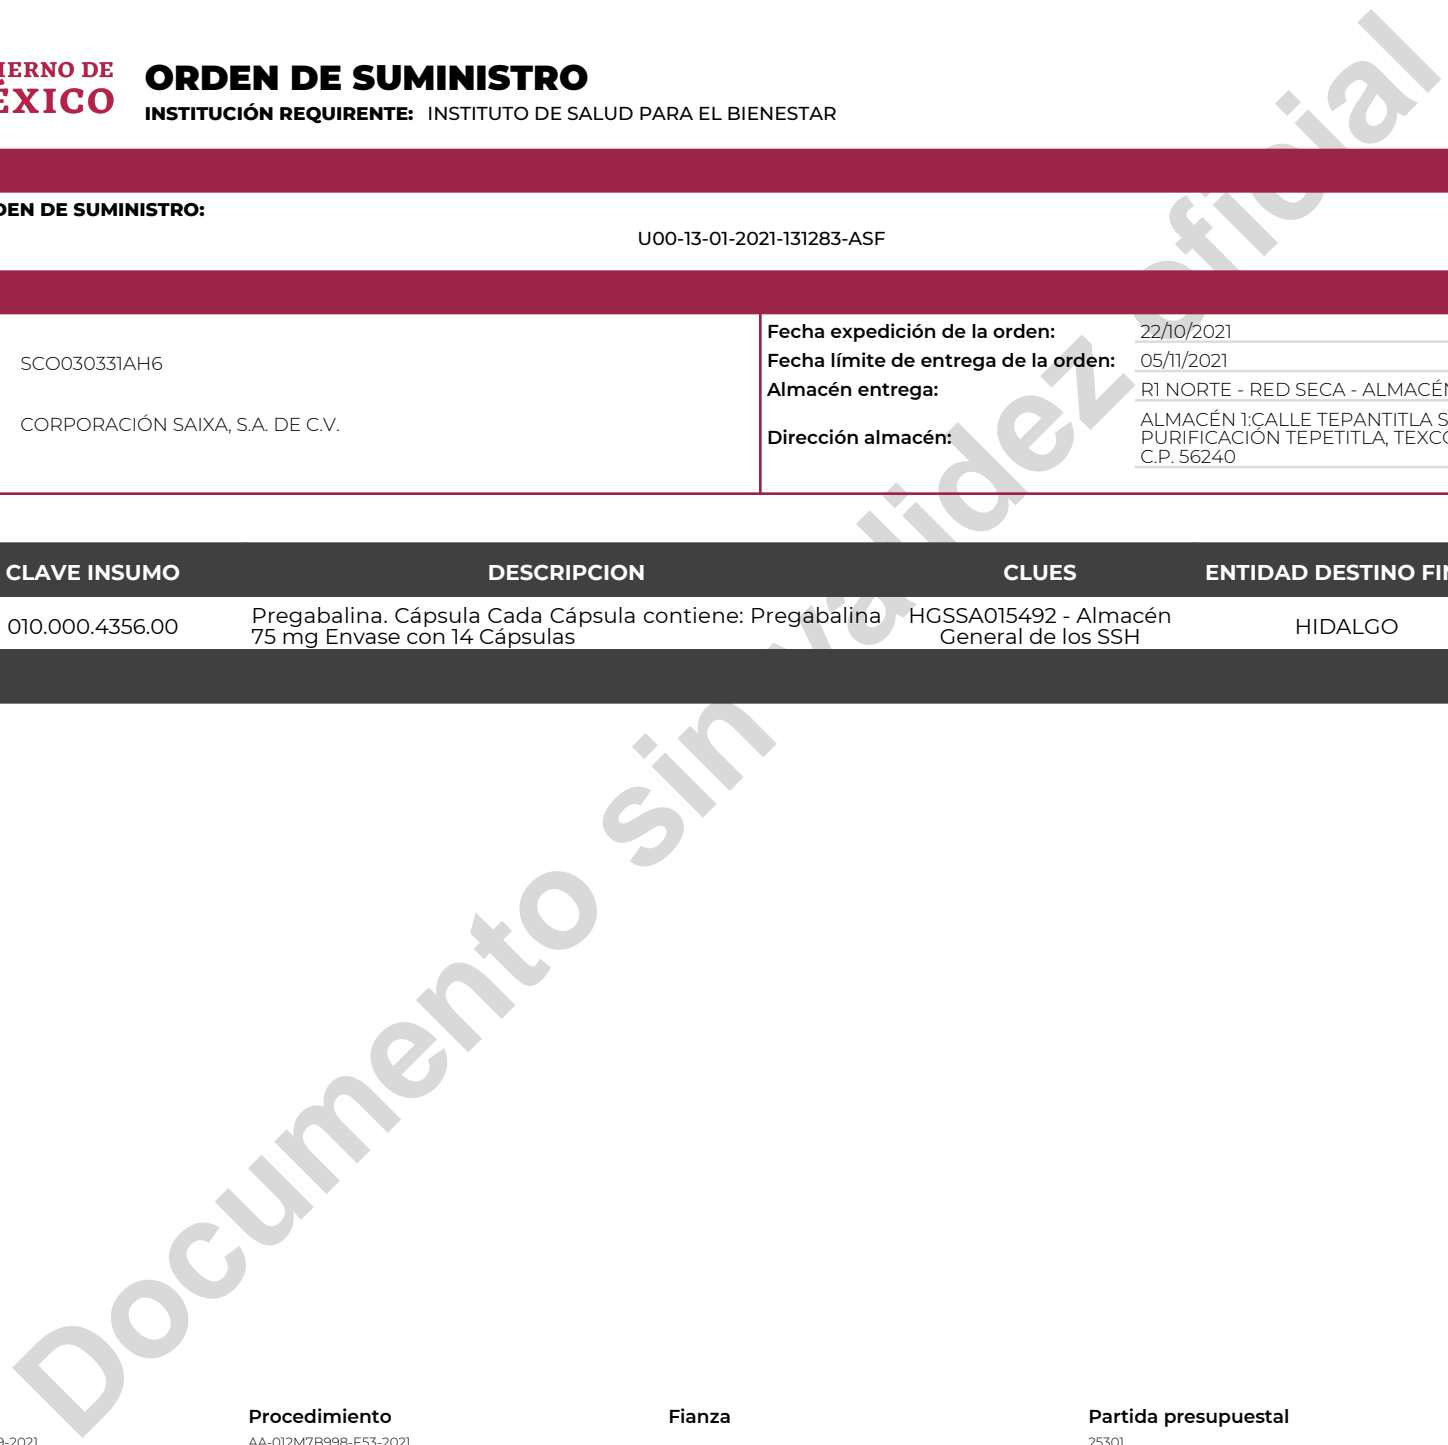 ORDEN DE SUMINISTRO
INSTITUCIÓN REQUIRENTE: INSTITUTO DE SALUD PARA EL BIENESTAR
DE
DE SUMINISTRO:
U00-13-01-2021-131283-ASF
SCO030331AH6
CORPORACIÓN SAIXA, S.A. DE C.V.
Fecha expedición de la orden: 22/10/2021
Fecha límite de entrega de la orden: 05/11/2021
Almacén entrega: R1 NORTE - RED SECA - ALMACÉN
Dirección almacén: ALMACÉN 1:CALLE TEPANTITLA
PURIFICACIÓN TEPETITLA,
C.P. 56240
CLAVE INSUMO DESCRIPCION CLUES ENTIDAD DESTINO
010.000.4356.00 Pregabalina. Cápsula Cada Cápsula contiene: Pregabalina 75 mg Envase con 14 Cápsulas HGSSA015492 - Almacén General de los SSH HIDALGO
Documento sin validez oficial
Procedimiento Fianza Partida presupuestal
AA-012M7B998-E53-2021 25301